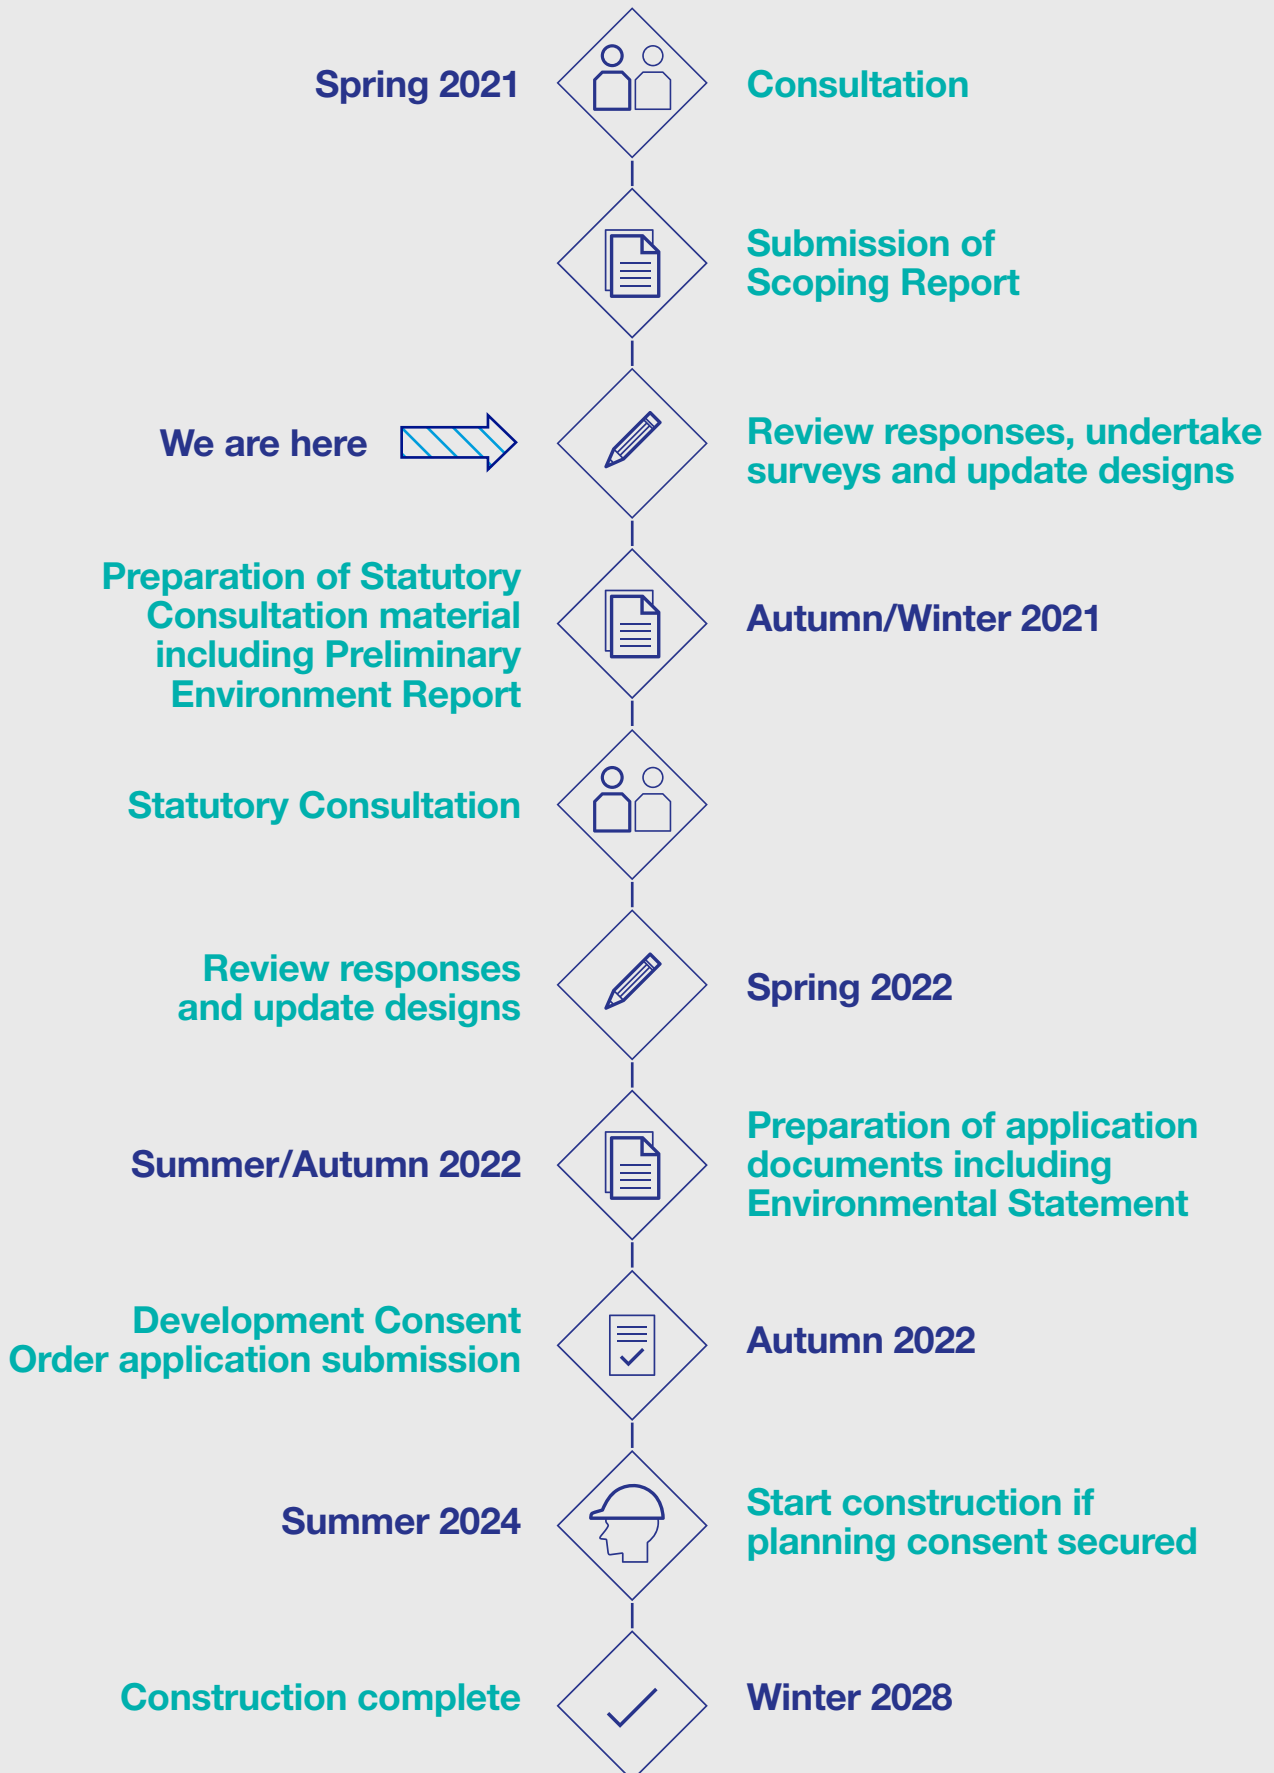 Spring 2021
Consultation
Submission of
Scoping Report
We are here
Review responses, undertake
surveys and update designs
Preparation of Statutory
Consultation material
including Preliminary
Environment Report
Autumn/Winter 2021
Statutory Consultation
Review responses
and update designs
Spring 2022
Summer/Autumn 2022
Preparation of application
documents including
Environmental Statement
Development Consent
Order application submission
Autumn 2022
Summer 2024
Start construction if
planning consent secured
Construction complete
Winter 2028